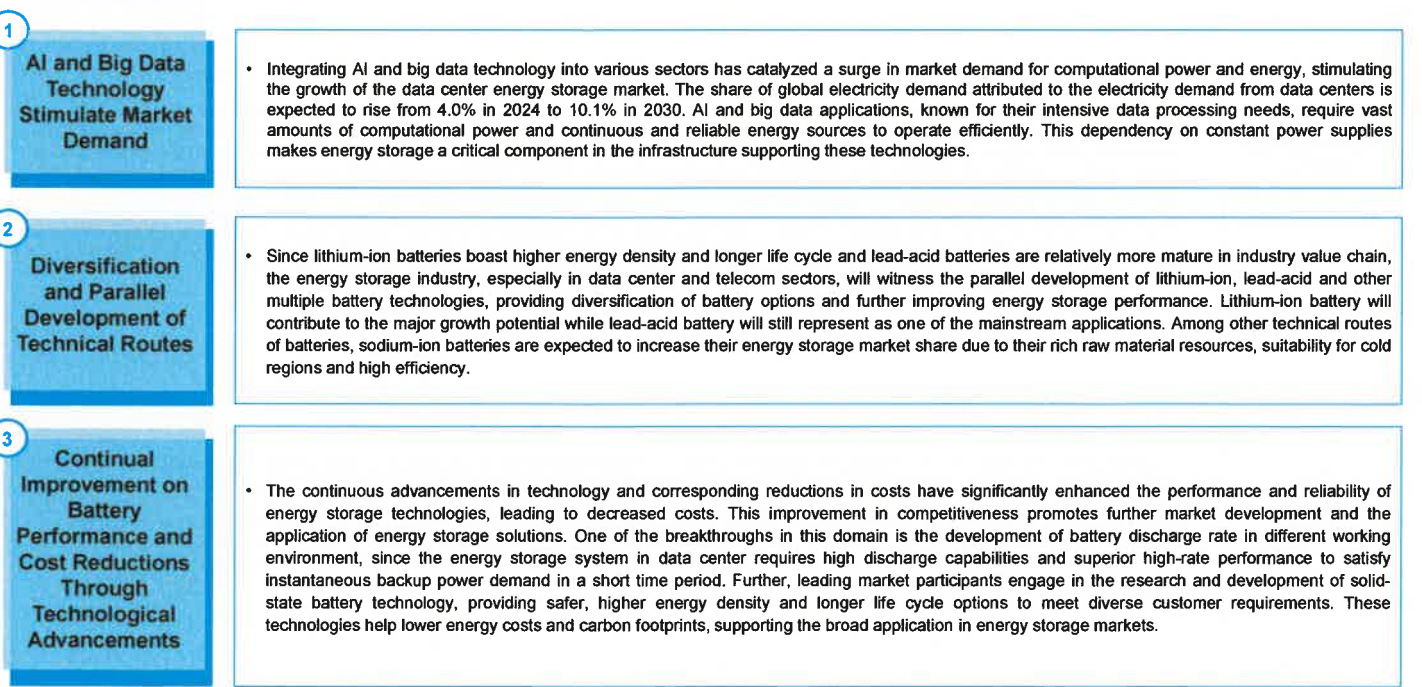 1
AI and Big Data
Technology
Stimulate Market
Demand
• Integrating AI and big data technology into various sectors has catalyzed a surge in market demand for computational power and energy, stimulating
the growth of the data center energy storage market. The share of global electricity demand attributed to the electricity demand from data centers is
expected to rise from 4.0% in 2024 to 10.1% in 2030. AI and big data applications, known for their intensive data processing needs, require vast
amounts of computational power and continuous and reliable energy sources to operate efficiently. This dependency on constant power supplies
makes energy storage a critical component in the infrastructure supporting these technologies.
2
Diversification
and Parallel
Development of
Technical Routes
• Since lithium-ion batteries boast higher energy density and longer life cycle and lead-acid batteries are relatively more mature in industry value chain,
the energy storage industry, especially in data center and telecom sectors, will witness the parallel development of lithium-ion, lead-acid and other
multiple battery technologies, providing diversification of battery options and further improving energy storage performance. Lithium-ion battery will
contribute to the major growth potential while lead-acid battery will still represent as one of the mainstream applications. Among other technical routes
of batteries, sodium-ion batteries are expected to increase their energy storage market share due to their rich raw material resources, suitability for cold
regions and high efficiency.
3
Continual
Improvement on
Battery
Performance and
Cost Reductions
Through
Technological
Advancements
• The continuous advancements in technology and corresponding reductions in costs have significantly enhanced the performance and reliability of
energy storage technologies, leading to decreased costs. This improvement in competitiveness promotes further market development and the
application of energy storage solutions. One of the breakthroughs in this domain is the development of battery discharge rate in different working
environment, since the energy storage system in data center requires high discharge capabilities and superior high-rate performance to satisfy
instantaneous backup power demand in a short time period. Further, leading market participants engage in the research and development of solid-
state battery technology, providing safer, higher energy density and longer life cycle options to meet diverse customer requirements. These
technologies help lower energy costs and carbon footprints, supporting the broad application in energy storage markets.